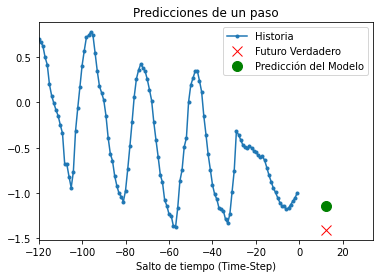 Predicciones de un paso
Historia
Futuro Verdadero
Predicción del Modelo
0.5
0.0
−0.5
−1.0
−1.5
−120 −100 −80 −60 −40 −20 0 20
Salto de tiempo (Time-Step)